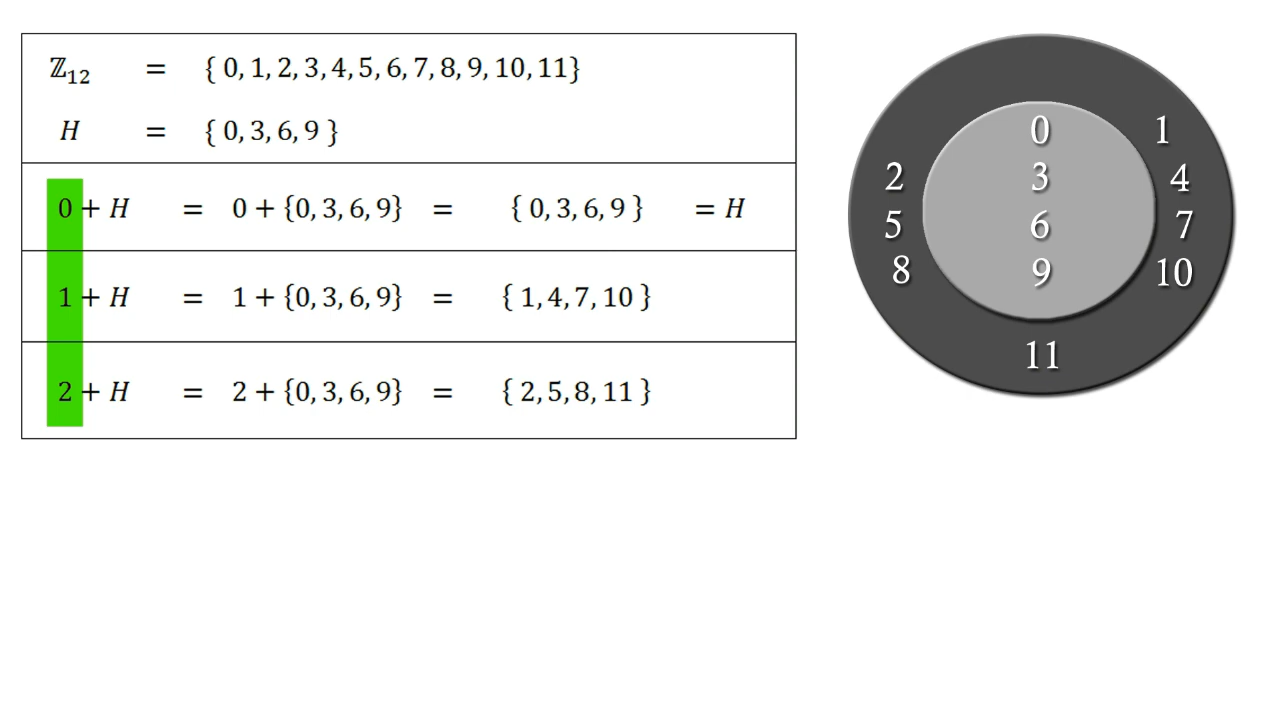 ℤ₁₂ = { 0, 1, 2, 3, 4, 5, 6, 7, 8, 9, 10, 11}
H = { 0, 3, 6, 9 }
0 + H = 0 + {0, 3, 6, 9} = { 0, 3, 6, 9 } = H
1 + H = 1 + {0, 3, 6, 9} = { 1, 4, 7, 10 }
2 + H = 2 + {0, 3, 6, 9} = { 2, 5, 8, 11 }
0 1
2 3 4
5 6 7
8 9 10
11